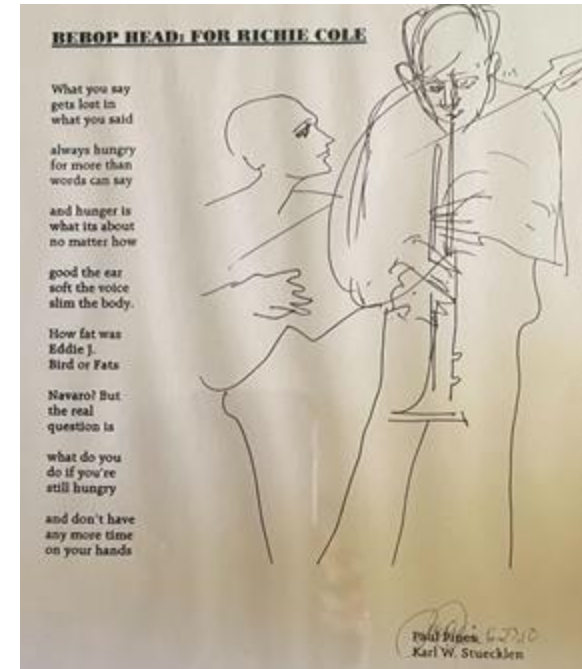 BEBOP HEAD: FOR RICHIE COLE
What you say
gets lost in
what you said
always hungry
for more than
words can say
and hunger is
what its about
no matter how
good the ear
soft the voice
slim the body.
How fat was
Eddie J.
Bird or Fats
Navaro? But
the real
question is
what do you
do if you're
still hungry
and don't have
any more time
on your hands
Paul Pines
Karl W. Stuecklen